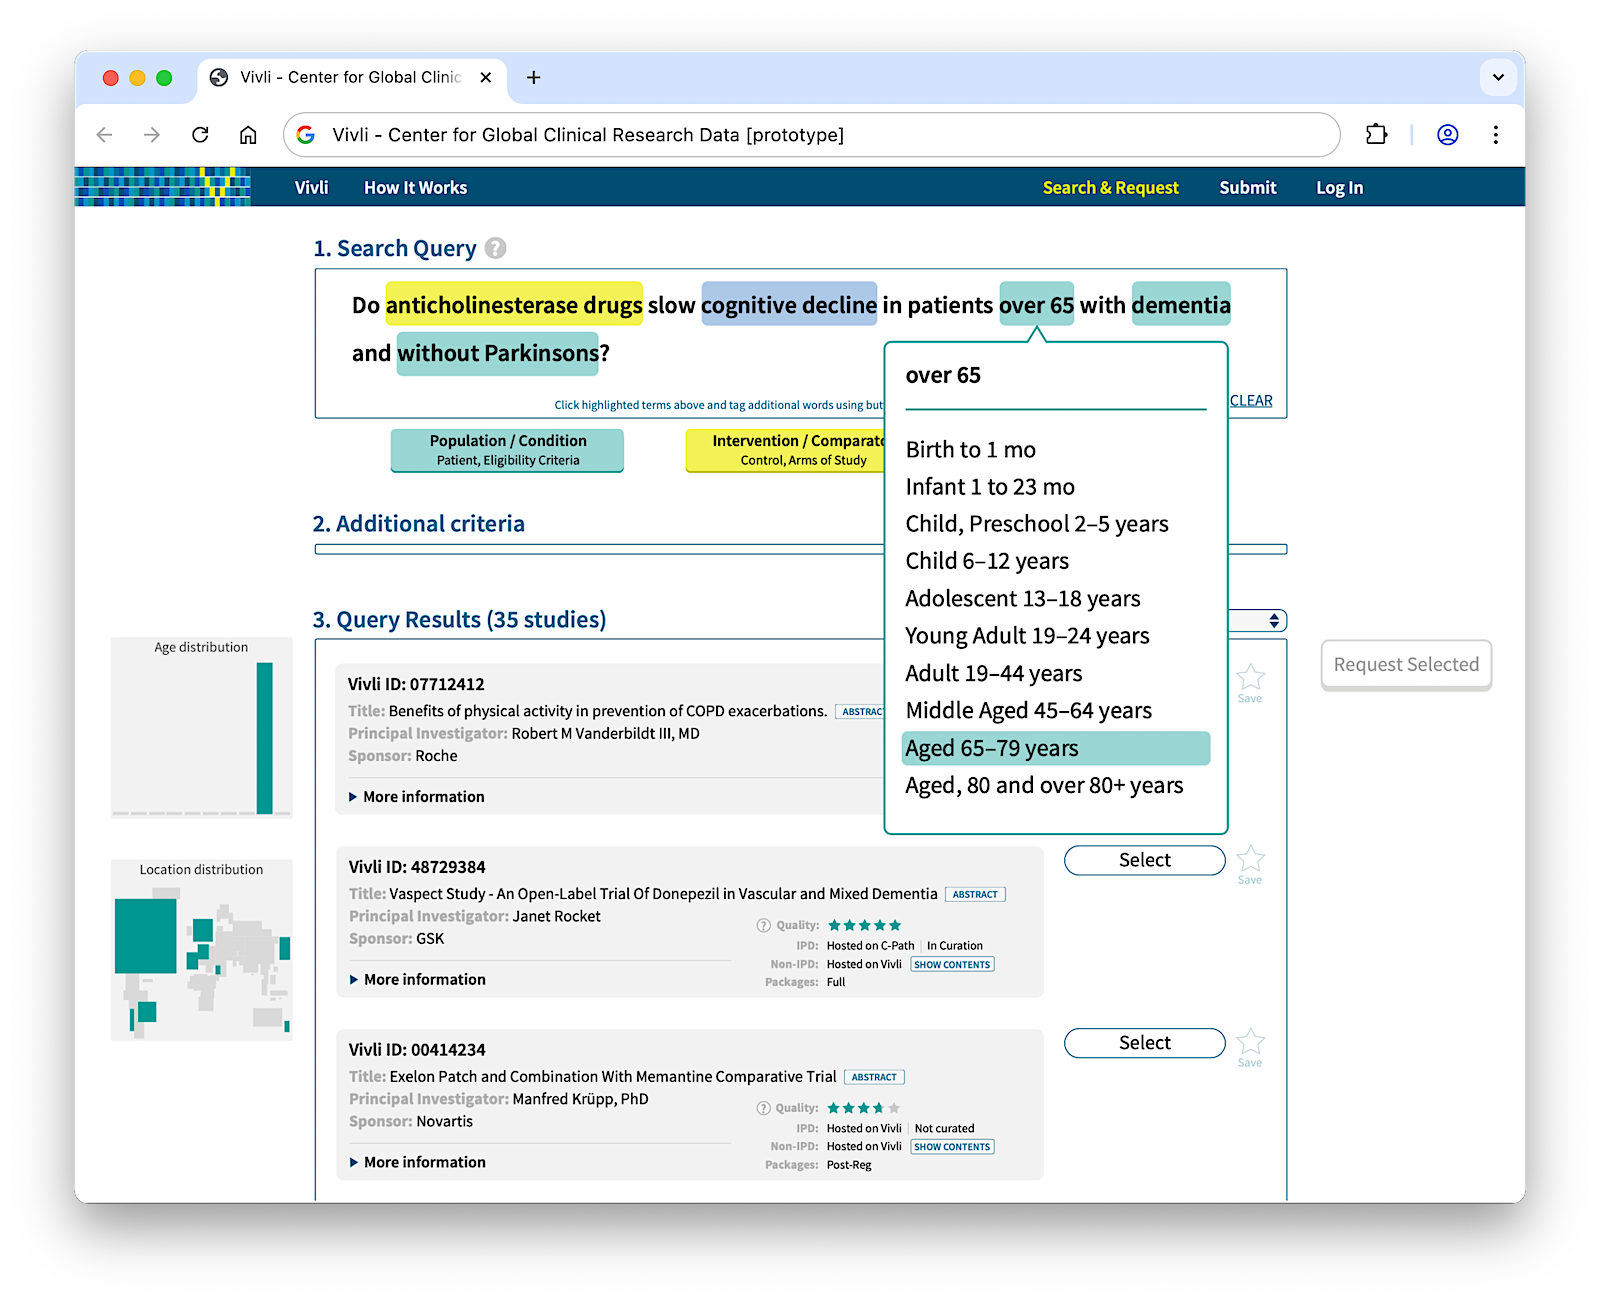 Vivli - Center for Global Clinic
Vivli - Center for Global Clinical Research Data [prototype]
Vivli
How It Works
Search & Request
Submit
Log In
1. Search Query ?
Do anticholinesterase drugs slow cognitive decline in patients over 65 with dementia
and without Parkinsons?
Click highlighted terms above and tag additional words using but
CLEAR
Population / Condition
Patient, Eligibility Criteria
Intervention / Comparato
Control, Arms of Study
over 65
Birth to 1 mo
Infant 1 to 23 mo
Child, Preschool 2–5 years
Child 6–12 years
Adolescent 13–18 years
Young Adult 19–24 years
Adult 19–44 years
Middle Aged 45–64 years
Aged 65–79 years
Aged, 80 and over 80+ years
2. Additional criteria
3. Query Results (35 studies)
Age distribution
Location distribution
Request Selected
Vivli ID: 07712412
Title: Benefits of physical activity in prevention of COPD exacerbations. ABSTRAC
Principal Investigator: Robert M Vanderbildt III, MD
Sponsor: Roche
More information
Save
Vivli ID: 48729384
Title: Vaspect Study - An Open-Label Trial Of Donepezil in Vascular and Mixed Dementia ABSTRACT
Principal Investigator: Janet Rocket
Sponsor: GSK
More information
? Quality:
IPD: Hosted on C-Path | In Curation
Non-IPD: Hosted on Vivli SHOW CONTENTS
Packages: Full
Select
Save
Vivli ID: 00414234
Title: Exelon Patch and Combination With Memantine Comparative Trial ABSTRACT
Principal Investigator: Manfred Krüpp, PhD
Sponsor: Novartis
More information
? Quality:
IPD: Hosted on Vivli | Not curated
Non-IPD: Hosted on Vivli SHOW CONTENTS
Packages: Post-Reg
Select
Save